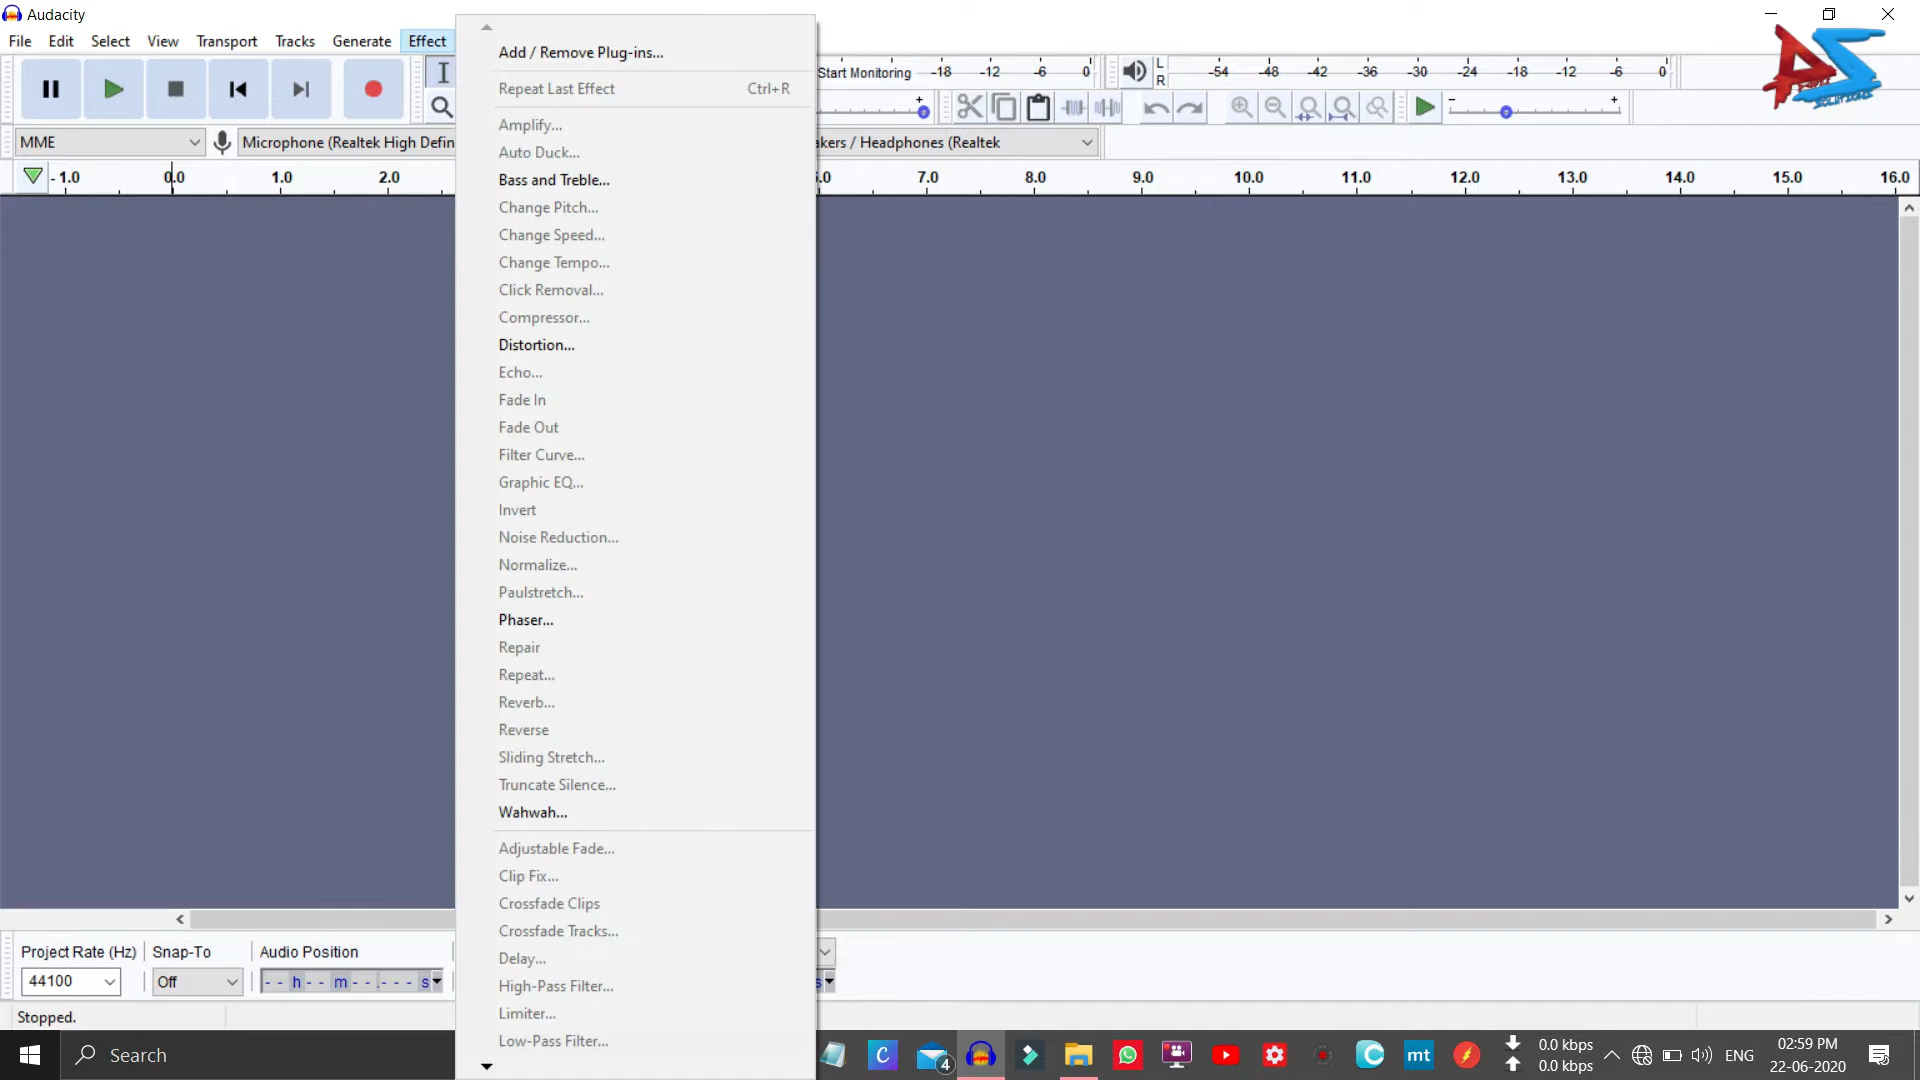 Audacity
File Edit Select View Transport Tracks Generate Effect
Add / Remove Plug-ins...
Repeat Last Effect Ctrl+R
Amplify...
Auto Duck...
Bass and Treble...
Change Pitch...
Change Speed...
Change Tempo...
Click Removal...
Compressor...
Distortion...
Echo...
Fade In
Fade Out
Filter Curve...
Graphic EQ...
Invert
Noise Reduction...
Normalize...
Paulstretch...
Phaser...
Repair
Repeat...
Reverb...
Reverse
Sliding Stretch...
Truncate Silence...
Wahwah...
Adjustable Fade...
Clip Fix...
Crossfade Clips
Crossfade Tracks...
Delay...
High-Pass Filter...
Limiter...
Low-Pass Filter...
Start Monitoring -18 -12 -6 0
L
R
-54 -48 -42 -36 -30 -24 -18 -12 -6 0
AS
SOLUTIONS
MME
Microphone (Realtek High Defin
akers / Headphones (Realtek
-1.0 0.0 1.0 2.0 6.0 7.0 8.0 9.0 10.0 11.0 12.0 13.0 14.0 15.0 16.0
Project Rate (Hz) Snap-To Audio Position
44100 Off -- h -- m --.--- s
s
Stopped.
Search
C
4
mt
0.0 kbps
0.0 kbps
ENG
02:59 PM
22-06-2020